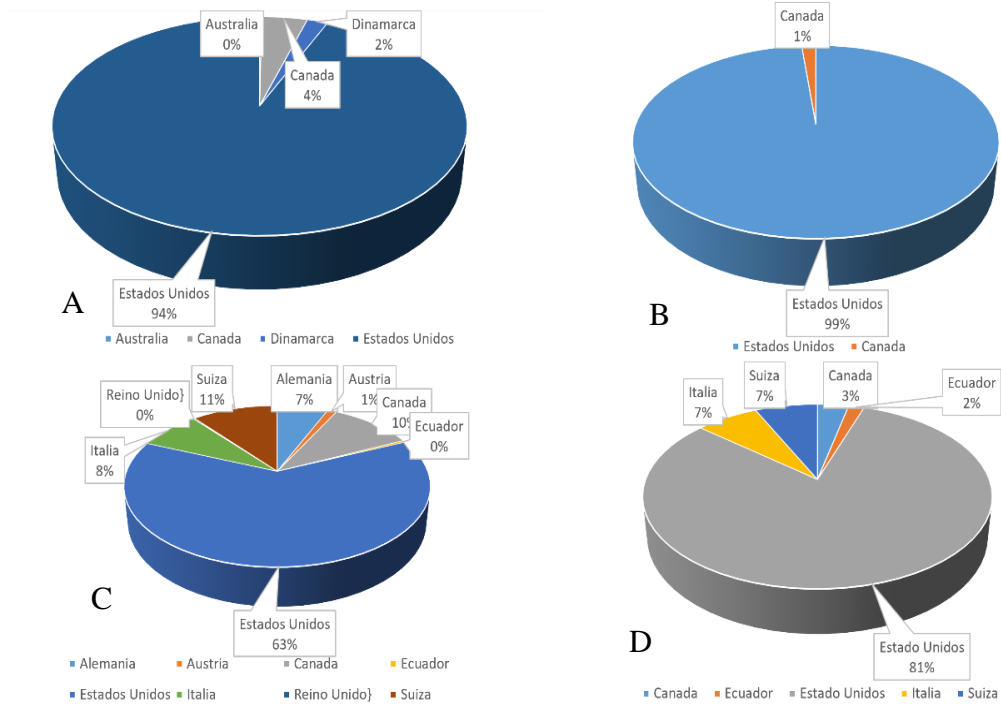 Australia
0%
Dinamarca
2%
Canada
4%
Estados Unidos
94%
A
Australia Canada Dinamarca Estados Unidos
Canada
1%
Estados Unidos
99%
B
Estados Unidos Canada
Reino Unido}
0%
Suiza
11%
Alemania
7%
Austria
1%
Canada
10%
Ecuador
0%
Italia
8%
Estados Unidos
63%
C
Alemania Austria Canada Ecuador
Estados Unidos Italia Reino Unido} Suiza
Italia
7%
Suiza
7%
Canada
3%
Ecuador
2%
Estado Unidos
81%
D
Canada Ecuador Estado Unidos Italia Suiza